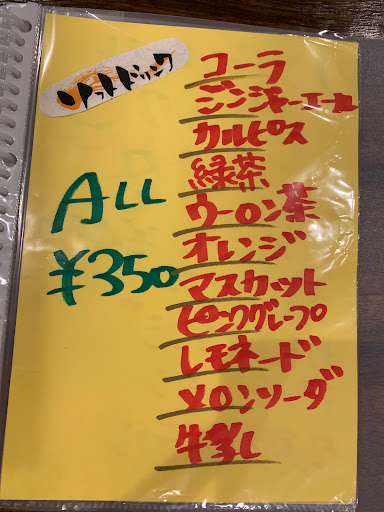 ソフトドリンク
ALL
¥350
コーラ
ジンジャーエール
カルピス
緑茶
ウーロン茶
オレンジ
マスカット
ピンクグレープ
レモネード
メロンソーダ
牛乳